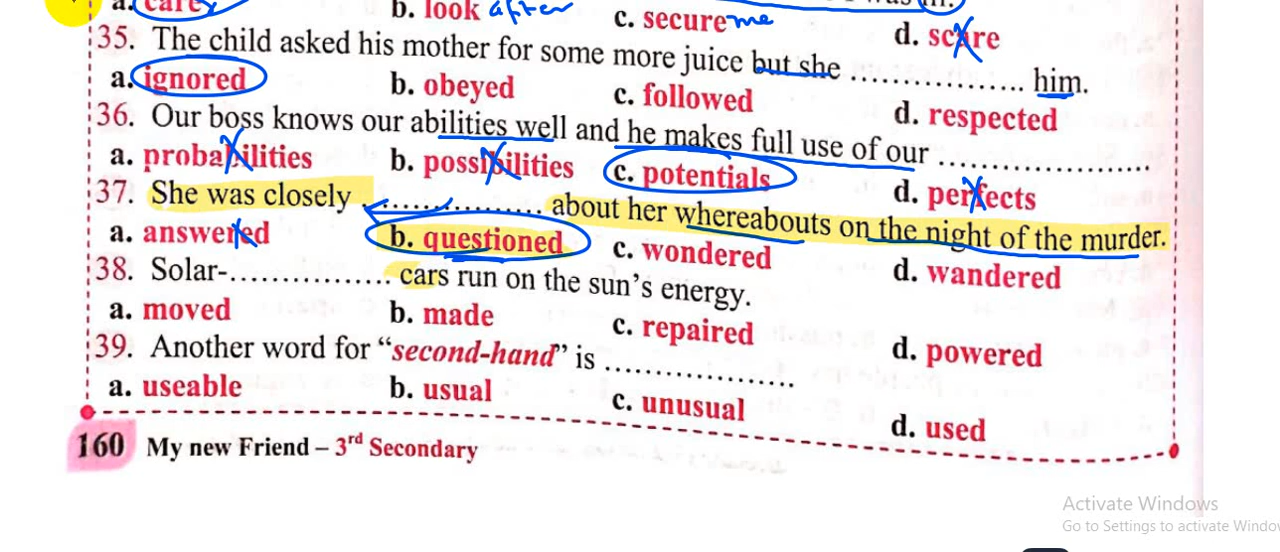 a. care b. look after c. secure me d. scare
35. The child asked his mother for some more juice but she .................. him.
a. ignored b. obeyed c. followed d. respected
36. Our boss knows our abilities well and he makes full use of our ......................
a. probabilities b. possibilities c. potentials d. perfects
37. She was closely ................. about her whereabouts on the night of the murder.
a. answered b. questioned c. wondered d. wandered
38. Solar-................ cars run on the sun's energy.
a. moved b. made c. repaired d. powered
39. Another word for “second-hand” is ...................
a. useable b. usual c. unusual d. used
160 My new Friend – 3rd Secondary
Activate Windows
Go to Settings to activate Windo